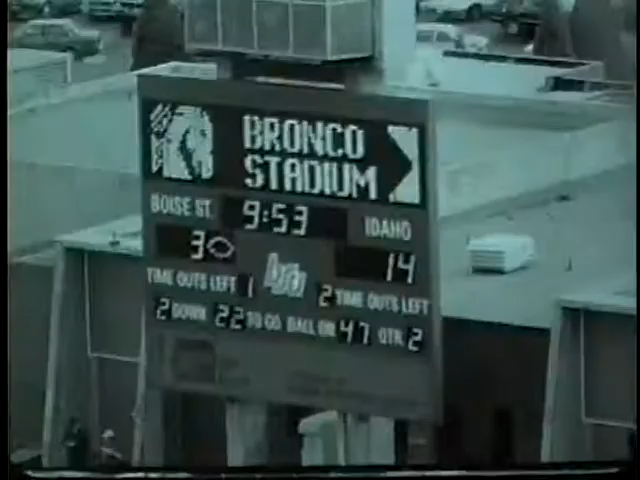 BRONCO
STADIUM
BOISE ST. 9:53 IDAHO
3 14
TIME OUTS LEFT 1 2 TIME OUTS LEFT
2 DOWN 22 TO GO BALL ON 47 QTR. 2